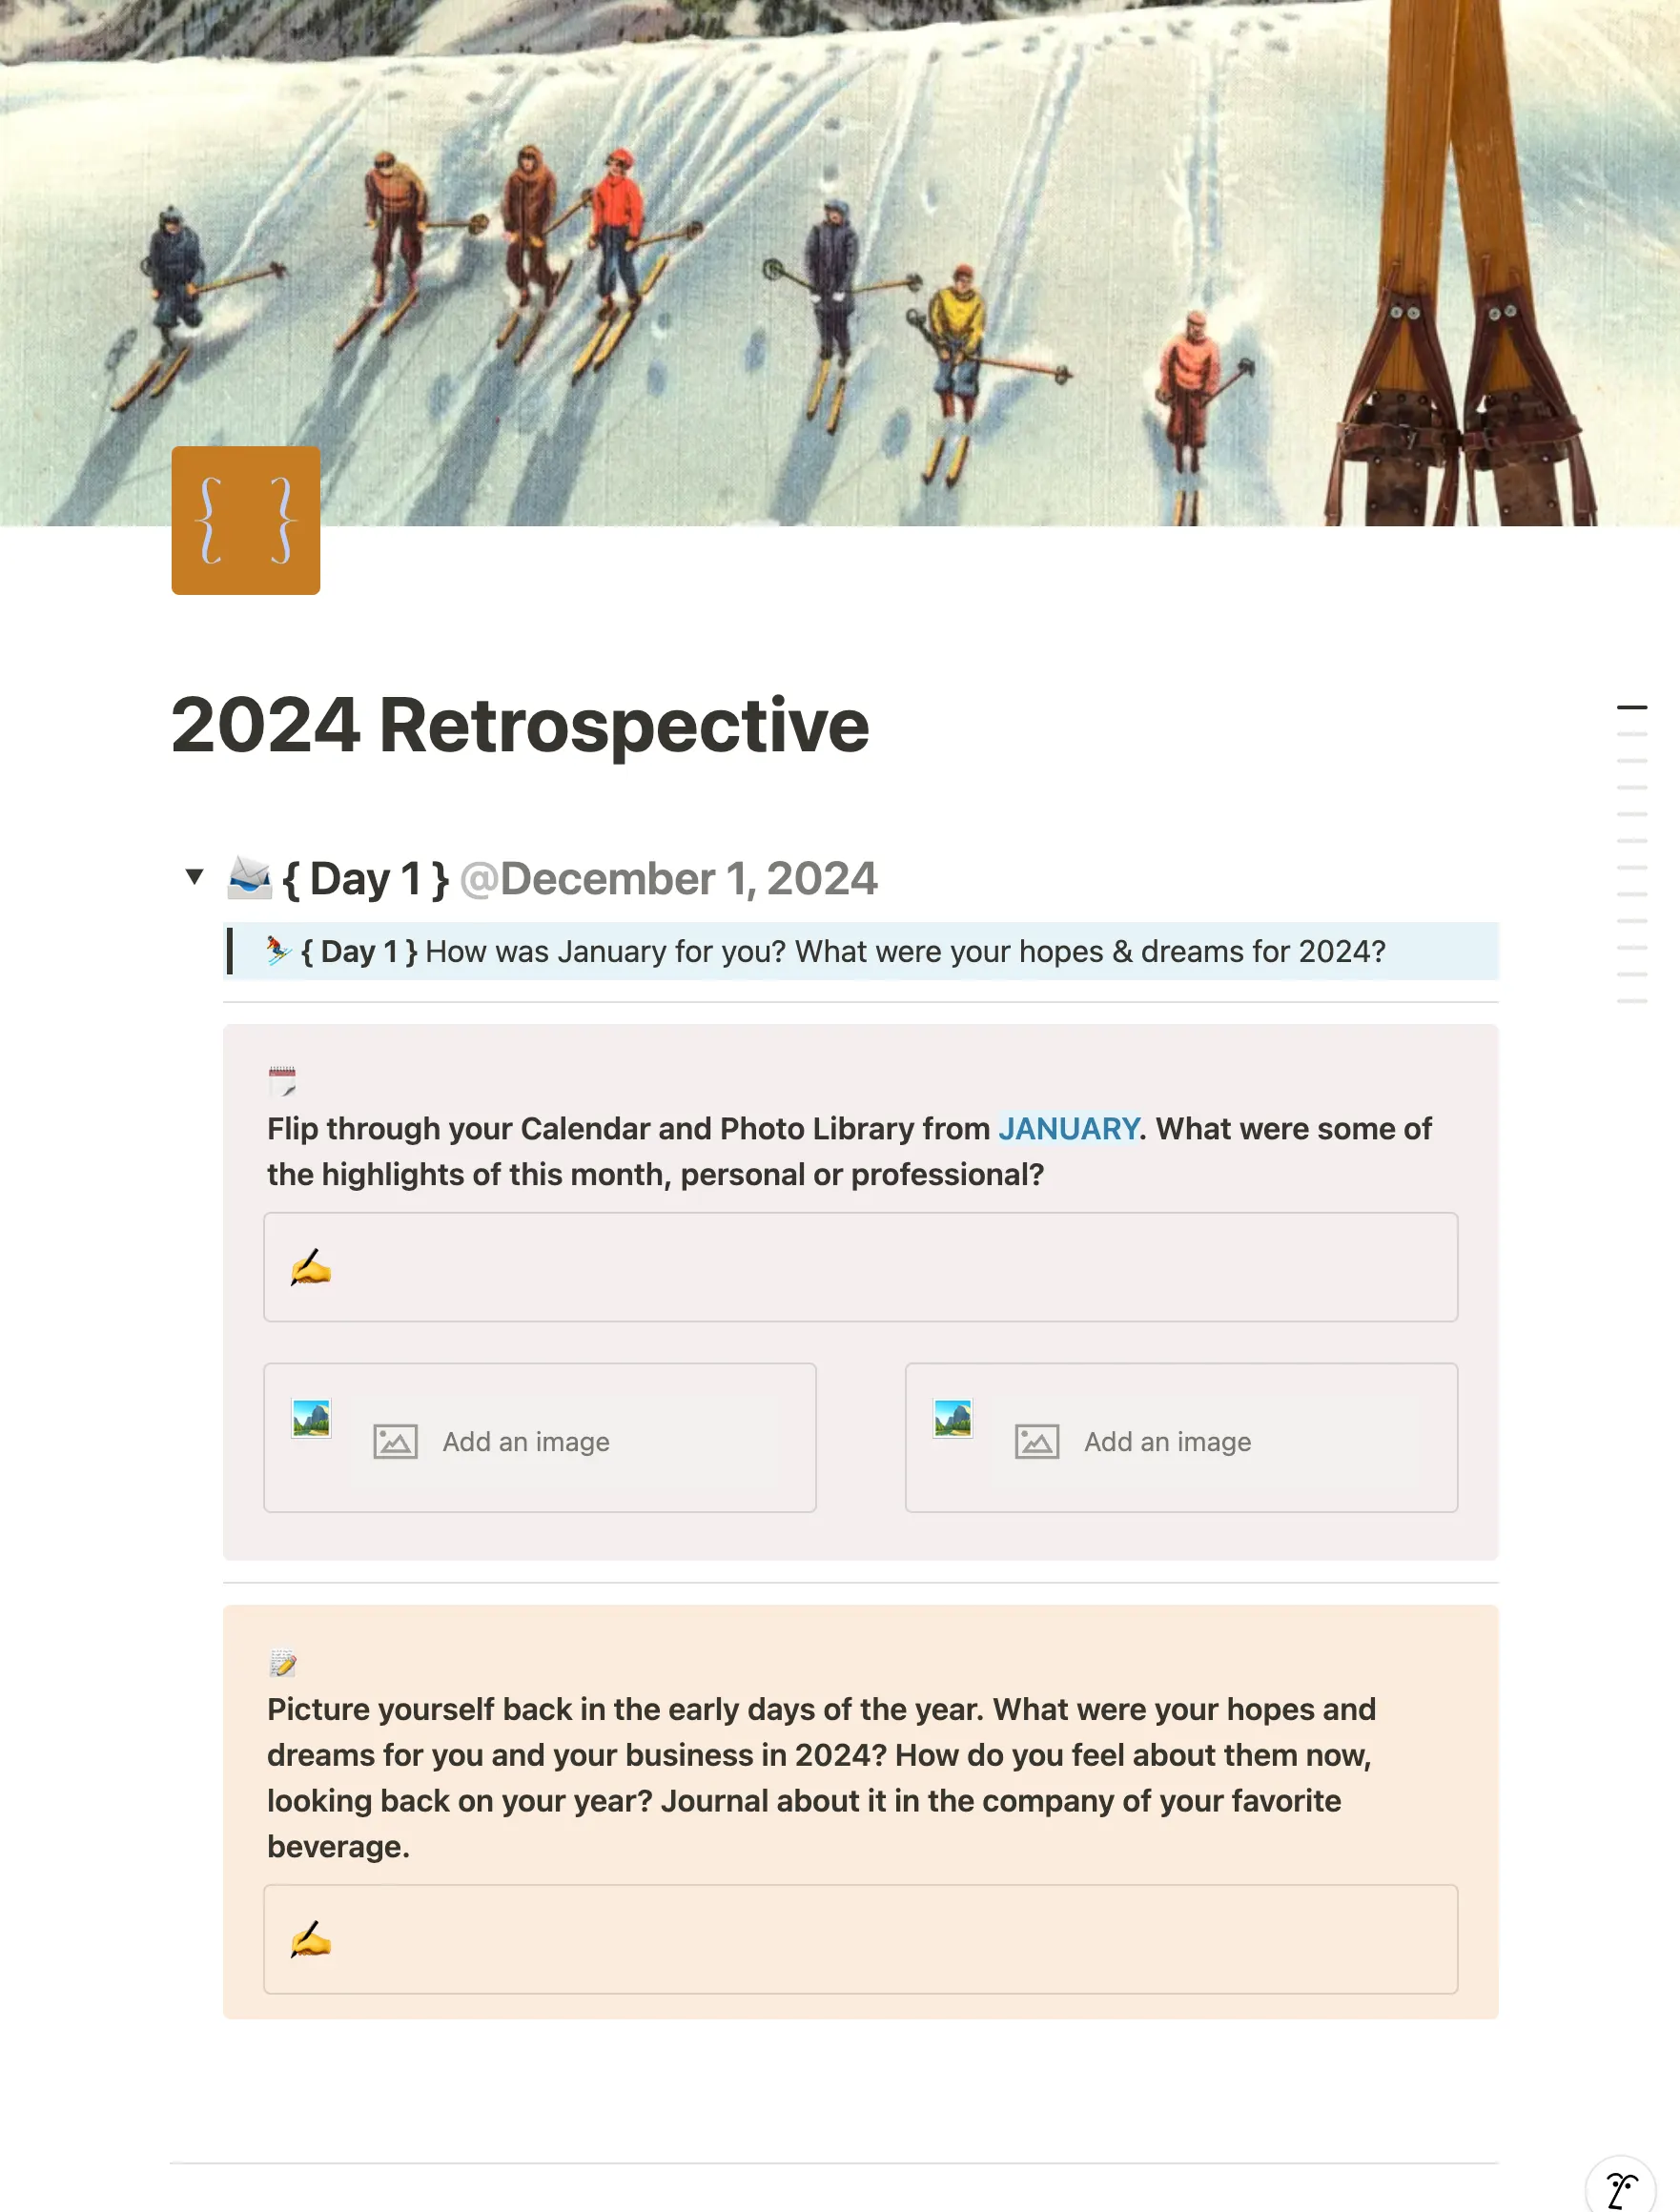 { }
2024 Retrospective
{ Day 1 } @December 1, 2024
{ Day 1 } How was January for you? What were your hopes & dreams for 2024?
Flip through your Calendar and Photo Library from JANUARY. What were some of
the highlights of this month, personal or professional?
Add an image
Add an image
Picture yourself back in the early days of the year. What were your hopes and
dreams for you and your business in 2024? How do you feel about them now,
looking back on your year? Journal about it in the company of your favorite
beverage.